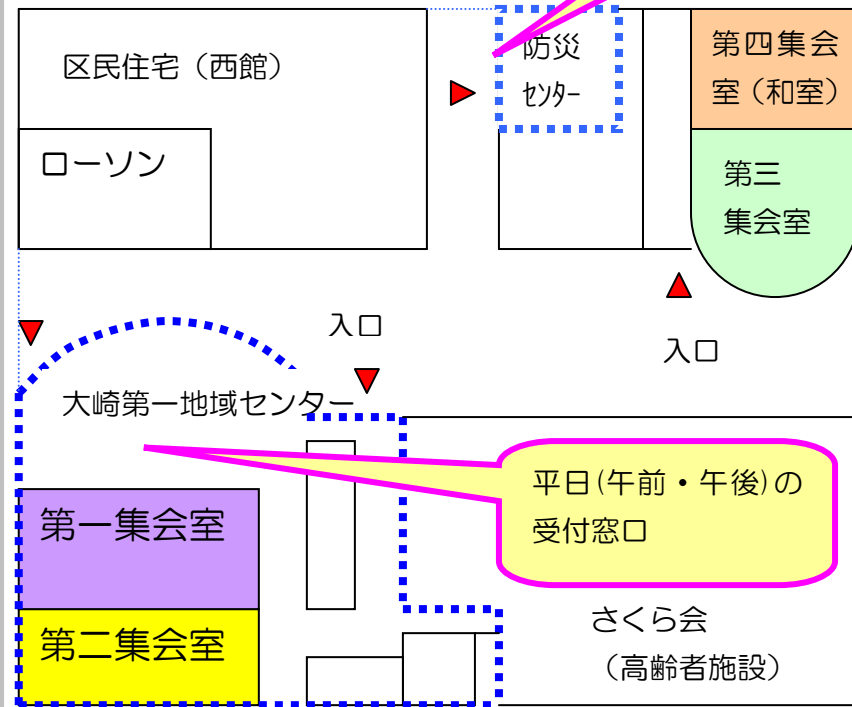 区民住宅（西館）
ローソン
防災
センター
第四集会
室（和室）
第三
集会室
入口
入口
大崎第一地域センター
平日(午前・午後)の
受付窓口
第一集会室
第二集会室
さくら会
（高齢者施設）